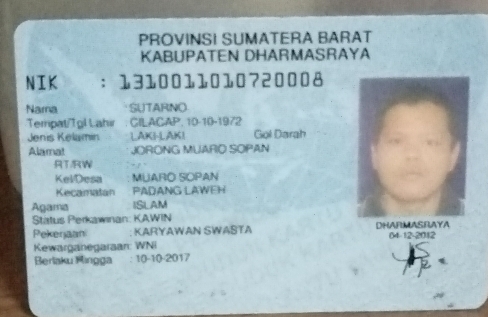 PROVINSI SUMATERA BARAT
KABUPATEN DHARMASRAYA
NIK : 1310011010720008
Nama : SUTARNO
Tempat/Tgl Lahir : CILACAP, 10-10-1972
Jenis Kelamin : LAKI-LAKI Gol Darah
Alamat : JORONG MUARO SOPAN
RT/RW : -,-
Kel/Desa : MUARO SOPAN
Kecamatan : PADANG LAWEH
Agama : ISLAM
Status Perkawinan: KAWIN
Pekerjaan : KARYAWAN SWASTA
Kewarganegaraan: WNI
Berlaku Hingga : 10-10-2017
DHARMASRAYA
04-12-2012